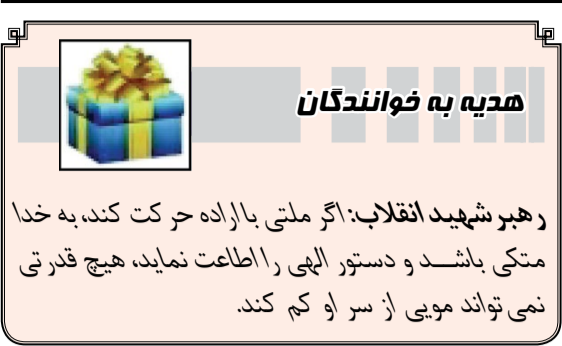 هدیه به خوانندگان
رهبر شهید انقلاب: اگر ملتی با اراده حرکت کند، به خدا
متکی باشد و دستور الهی را اطاعت نماید، هیچ قدرتی
نمی‌تواند مویی از سر او کم کند.